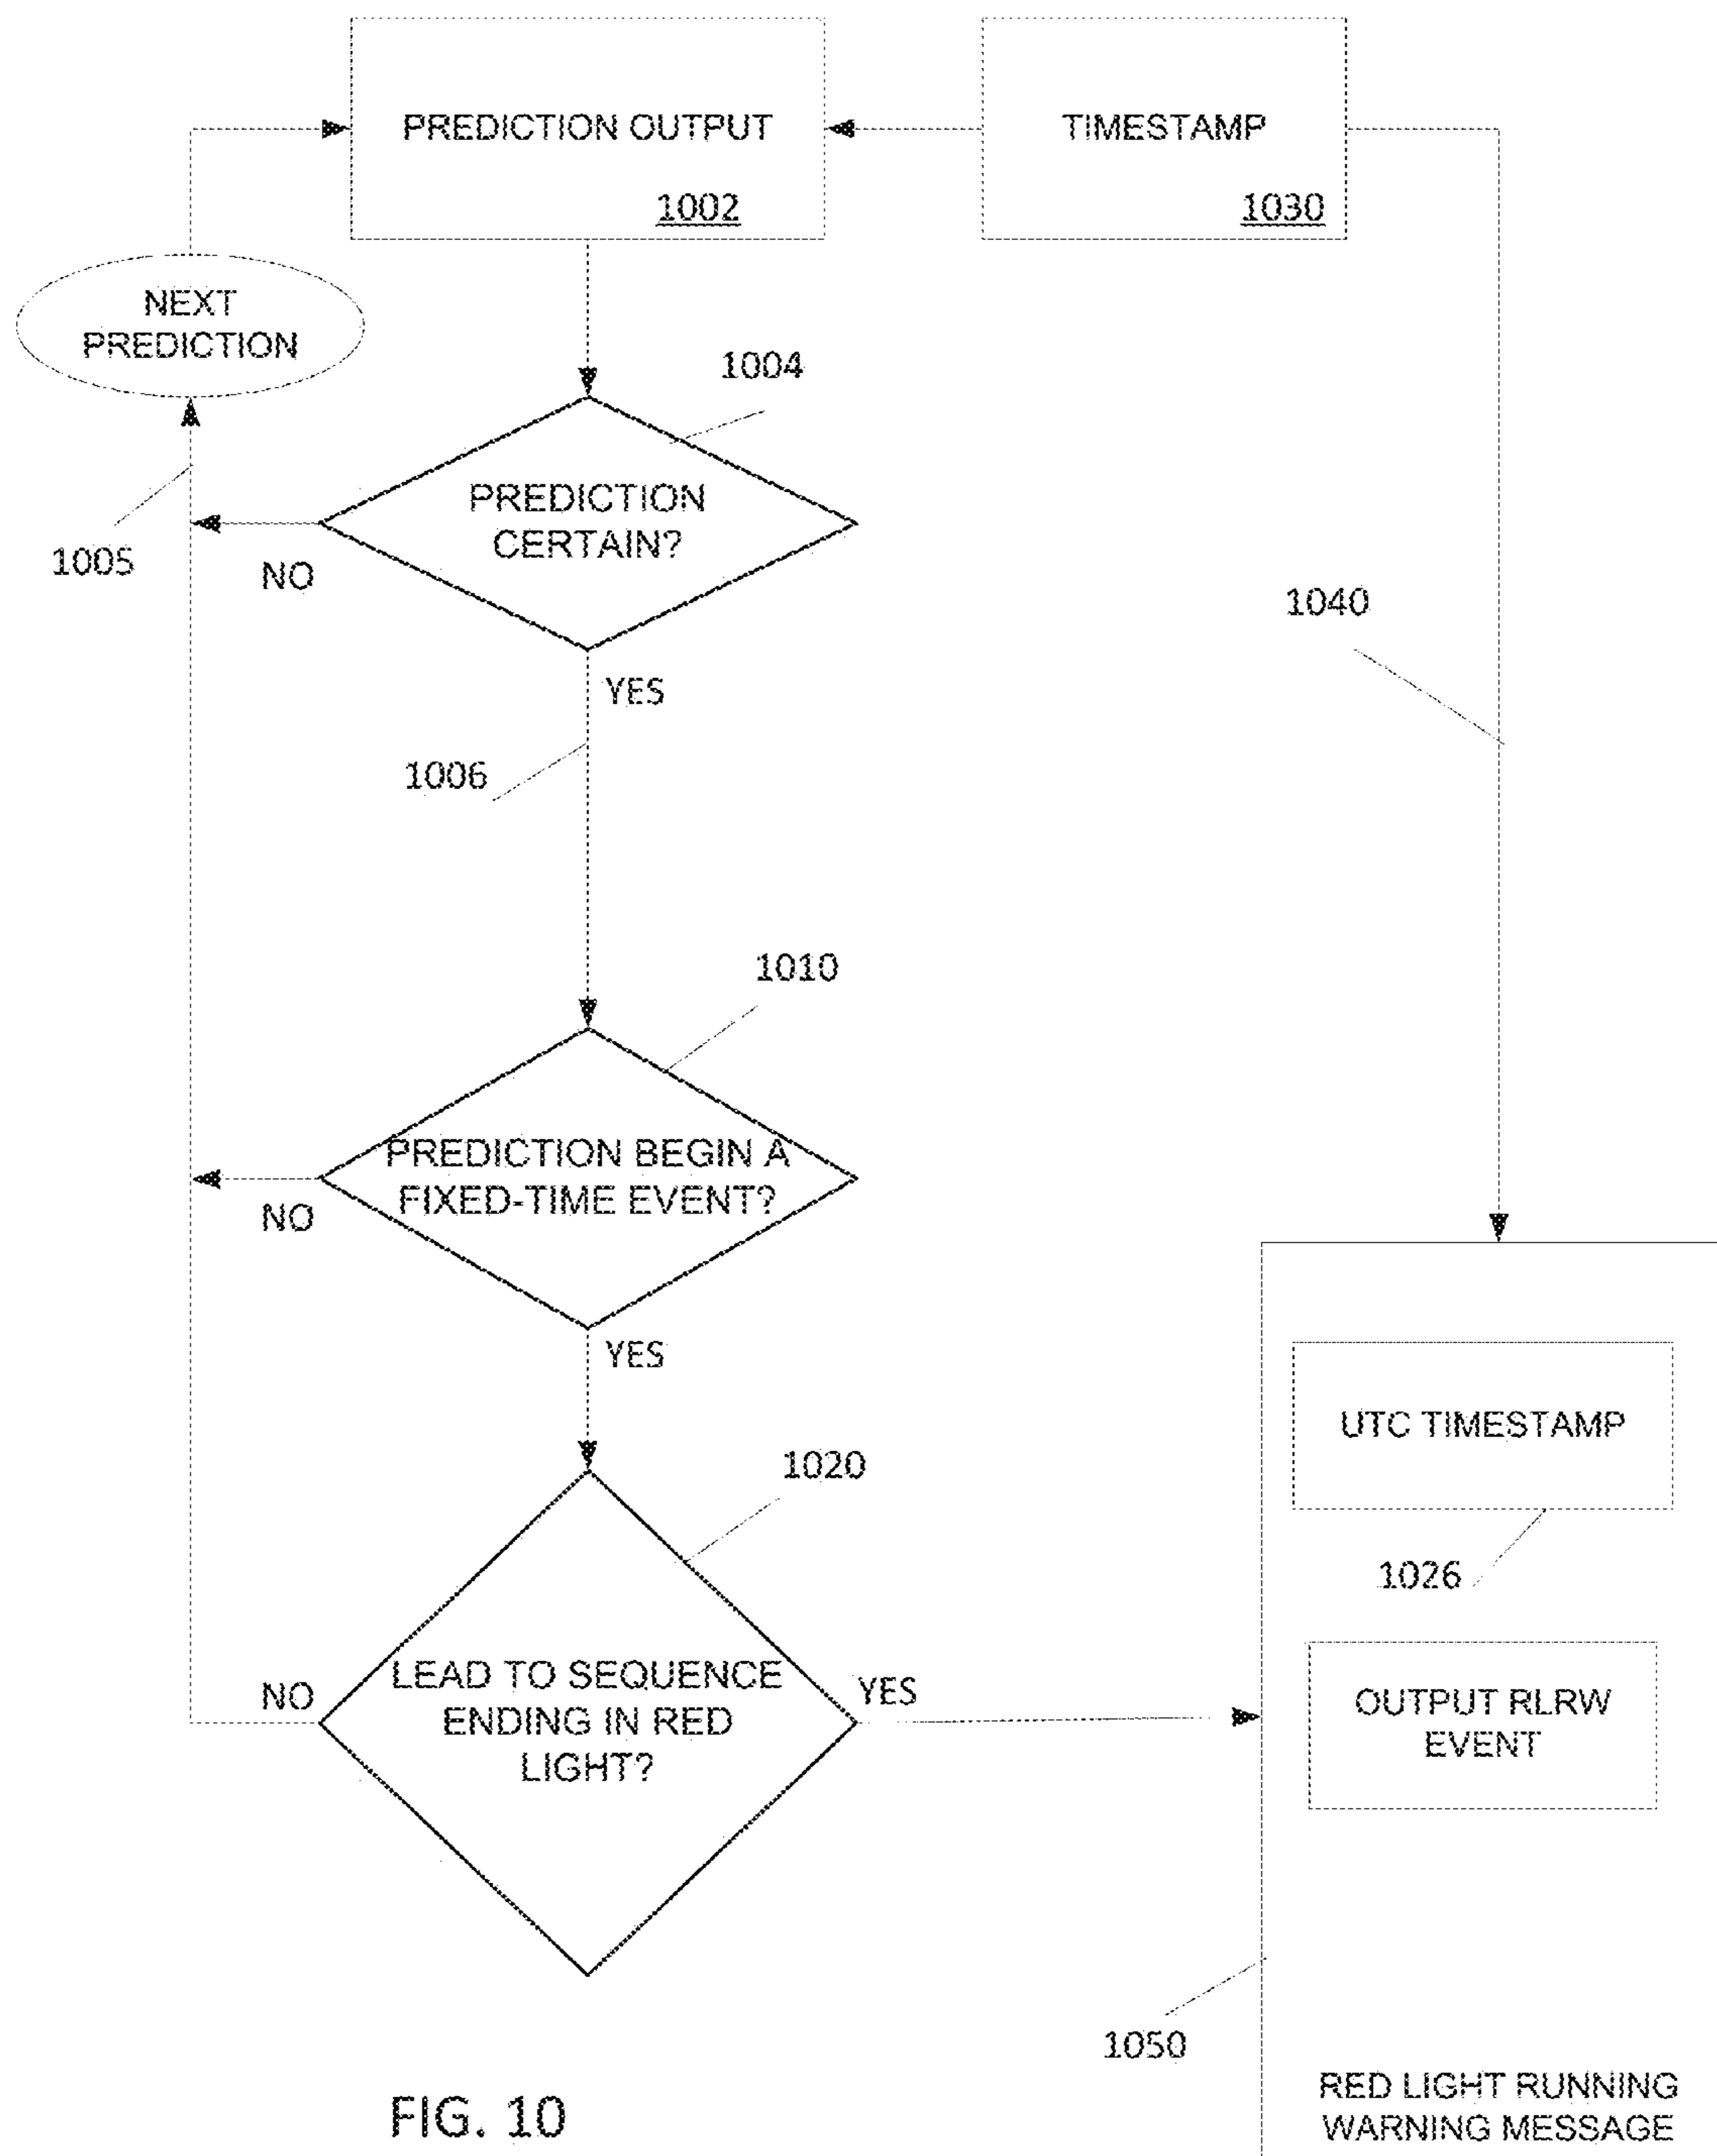 PREDICTION OUTPUT
1002
TIMESTAMP
1030
NEXT
PREDICTION
1004
PREDICTION
CERTAIN?
1005
NO
1040
YES
1006
1010
PREDICTION BEGIN A
FIXED-TIME EVENT?
NO
YES
UTC TIMESTAMP
1020
1026
LEAD TO SEQUENCE
ENDING IN RED
LIGHT?
NO
YES
OUTPUT RLRW
EVENT
1050
RED LIGHT RUNNING
WARNING MESSAGE
FIG. 10